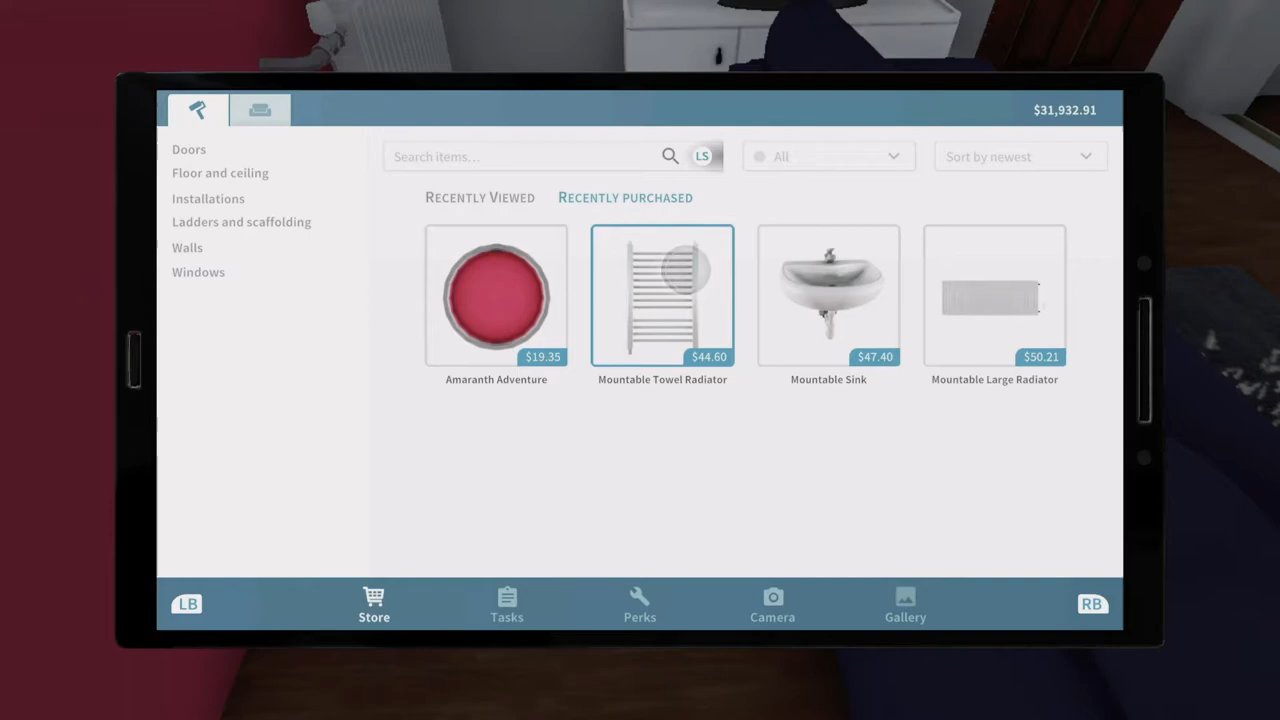 $31,932.91
Doors
Floor and ceiling
Installations
Ladders and scaffolding
Walls
Windows
Search items...
LS
All
Sort by newest
RECENTLY VIEWED
RECENTLY PURCHASED
$19.35
$44.60
$47.40
$50.21
Amaranth Adventure
Mountable Towel Radiator
Mountable Sink
Mountable Large Radiator
LB
Store
Tasks
Perks
Camera
Gallery
RB